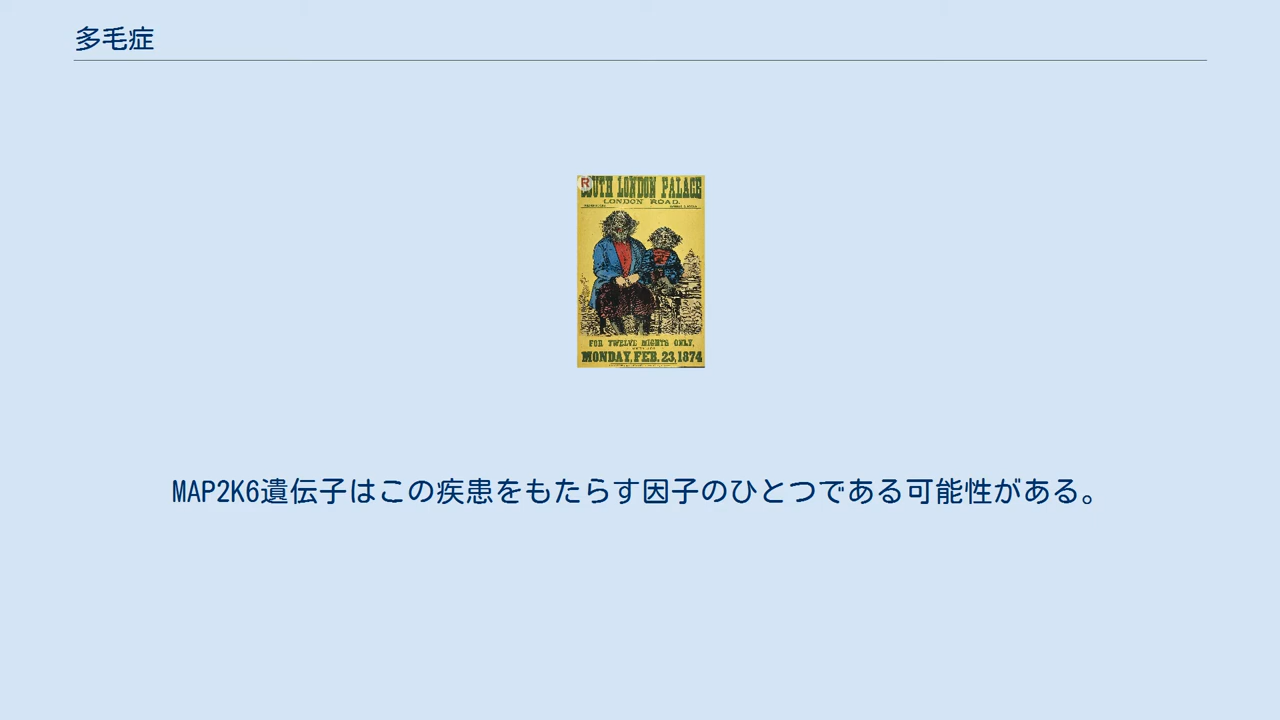 多毛症
R
SOUTH LONDON PALACE
LONDON ROAD.
FOR TWELVE NIGHTS ONLY,
MONDAY, FEB. 23, 1874
MAP2K6遺伝子はこの疾患をもたらす因子のひとつである可能性がある。